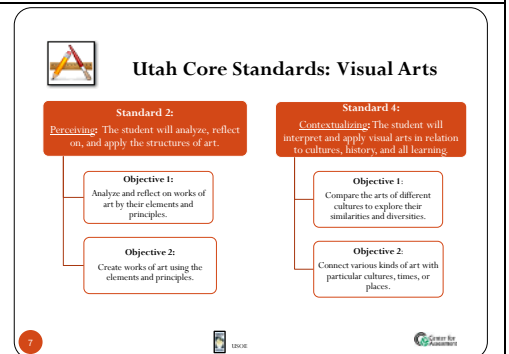 Utah Core Standards: Visual Arts
Standard 2:
Perceiving: The student will analyze, reflect
on, and apply the structures of art.
Objective 1:
Analyze and reflect on works of
art by their elements and
principles.
Objective 2:
Create works of art using the
elements and principles.
Standard 4:
Contextualizing: The student will
interpret and apply visual arts in relation
to cultures, history, and all learning.
Objective 1:
Compare the arts of different
cultures to explore their
similarities and diversities.
Objective 2:
Connect various kinds of art with
particular cultures, times, or
places.
7
USOE
Center for
Assessment